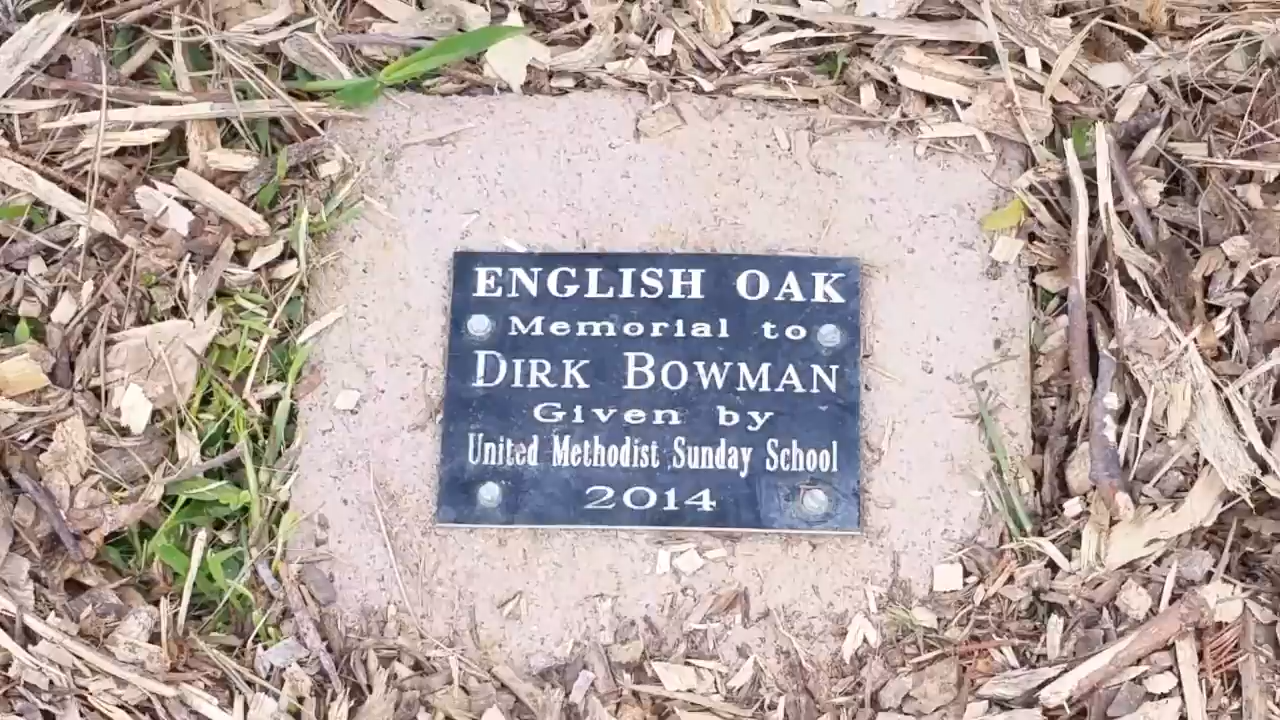 ENGLISH OAK
Memorial to
DIRK BOWMAN
Given by
United Methodist Sunday School
2014